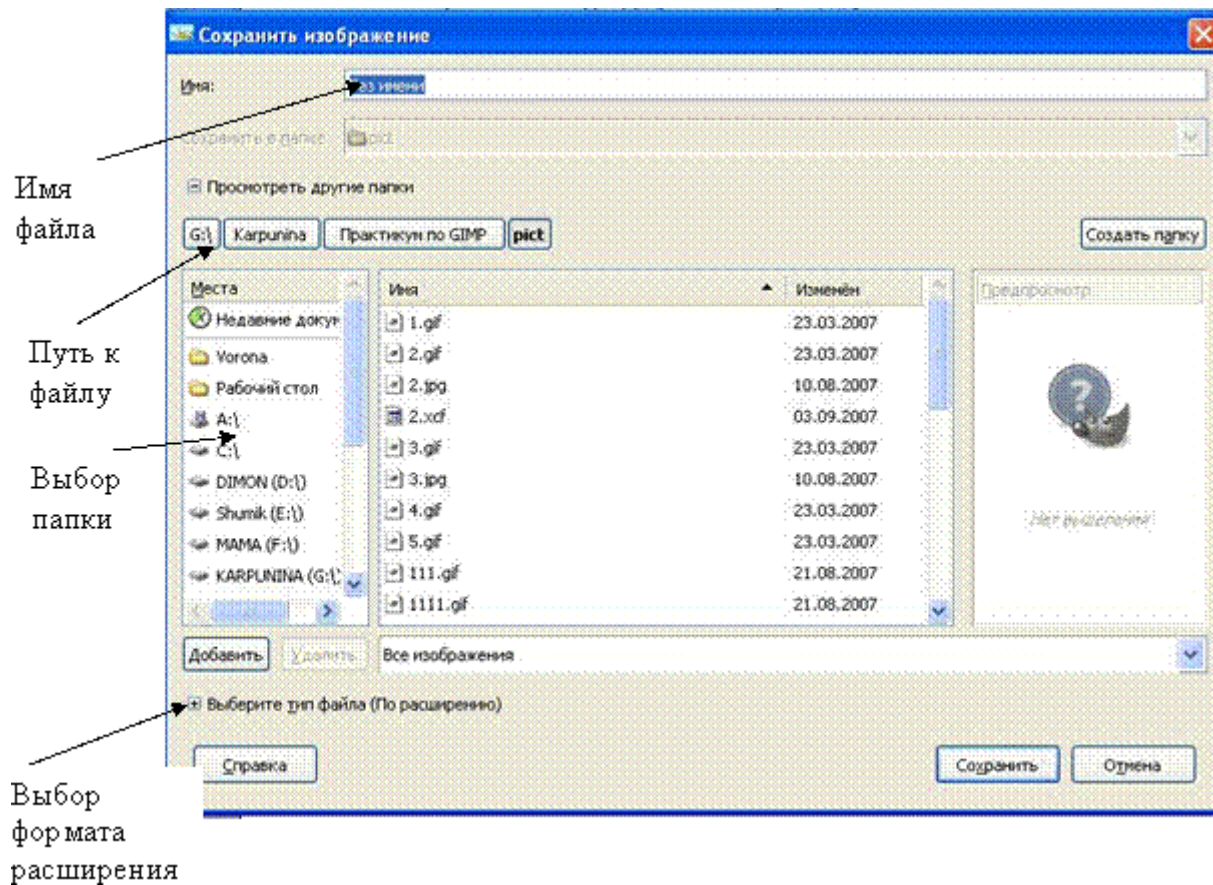 Сохранить изображение
Имя:
без имени
Сохранить в папке: pict
Имя
файла
Просмотреть другие папки
G:\ Karpunina Практикум по GIMP pict Создать папку
Места
Недавние докум
Vorona
Рабочий стол
A:\
C:\
DIMON (D:\)
Shumik (E:\)
MAMA (F:\)
KARPUNINA (G:\)
Имя Изменён
1.gif 23.03.2007
2.gif 23.03.2007
2.jpg 10.08.2007
2.xcf 03.09.2007
3.gif 23.03.2007
3.jpg 10.08.2007
4.gif 23.03.2007
5.gif 23.03.2007
111.gif 21.08.2007
1111.gif 21.08.2007
Предпросмотр
Нет выделения
Путь к
файлу
Выбор
папки
Добавить Удалить Все изображения
Выберите тип файла (По расширению)
Справка Сохранить Отмена
Выбор
формата
расширения